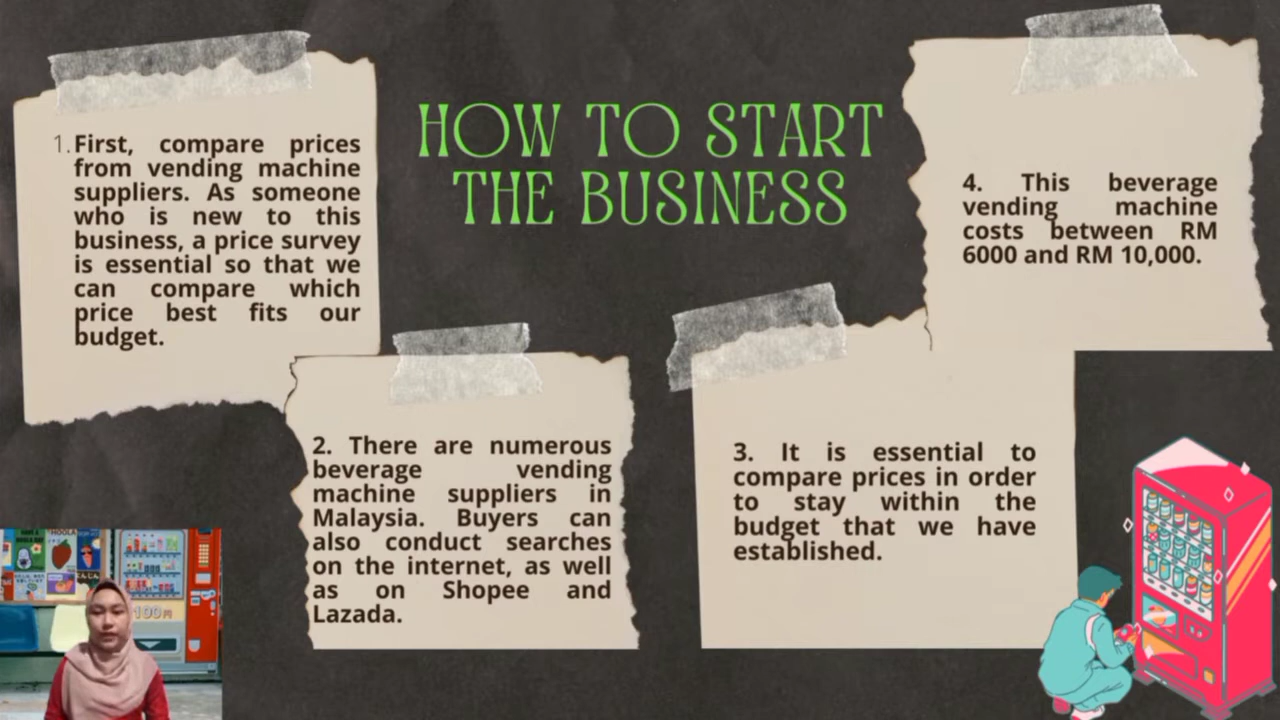 HOW TO START
THE BUSINESS
1. First, compare prices
from vending machine
suppliers. As someone
who is new to this
business, a price survey
is essential so that we
can compare which
price best fits our
budget.
2. There are numerous
beverage vending
machine suppliers in
Malaysia. Buyers can
also conduct searches
on the internet, as well
as on Shopee and
Lazada.
3. It is essential to
compare prices in order
to stay within the
budget that we have
established.
4. This beverage
vending machine
costs between RM
6000 and RM 10,000.
100円